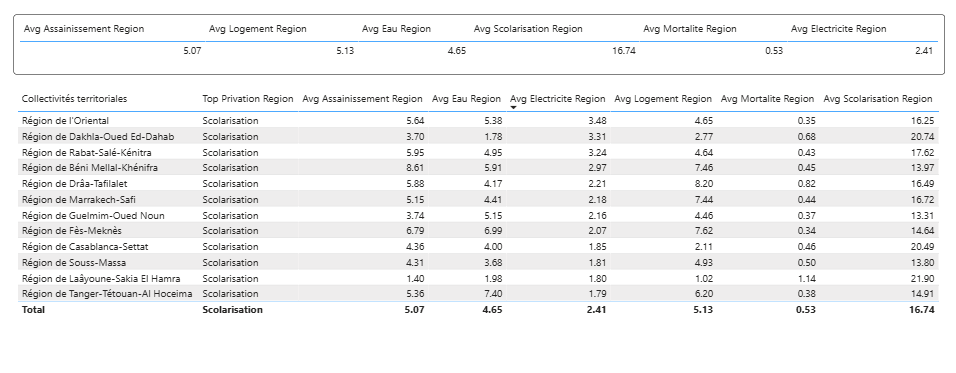 Avg Assainissement Region Avg Logement Region Avg Eau Region Avg Scolarisation Region Avg Mortalite Region Avg Electricite Region
5.07 5.13 4.65 16.74 0.53 2.41
Collectivités territoriales Top Privation Region Avg Assainissement Region Avg Eau Region Avg Electricite Region Avg Logement Region Avg Mortalite Region Avg Scolarisation Region
Région de l'Oriental Scolarisation 5.64 5.38 3.48 4.65 0.35 16.25
Région de Dakhla-Oued Ed-Dahab Scolarisation 3.70 1.78 3.31 2.77 0.68 20.74
Région de Rabat-Salé-Kénitra Scolarisation 5.95 4.95 3.24 4.64 0.43 17.62
Région de Béni Mellal-Khénifra Scolarisation 8.61 5.91 2.97 7.46 0.45 13.97
Région de Drâa-Tafilalet Scolarisation 5.88 4.17 2.21 8.20 0.82 16.49
Région de Marrakech-Safi Scolarisation 5.15 4.41 2.18 7.44 0.44 16.72
Région de Guelmim-Oued Noun Scolarisation 3.74 5.15 2.16 4.46 0.37 13.31
Région de Fès-Meknès Scolarisation 6.79 6.99 2.07 7.62 0.34 14.64
Région de Casablanca-Settat Scolarisation 4.36 4.00 1.85 2.11 0.46 20.49
Région de Souss-Massa Scolarisation 4.31 3.68 1.81 4.93 0.50 13.80
Région de Laâyoune-Sakia El Hamra Scolarisation 1.40 1.98 1.80 1.02 1.14 21.90
Région de Tanger-Tétouan-Al Hoceima Scolarisation 5.36 7.40 1.79 6.20 0.38 14.91
Total Scolarisation 5.07 4.65 2.41 5.13 0.53 16.74